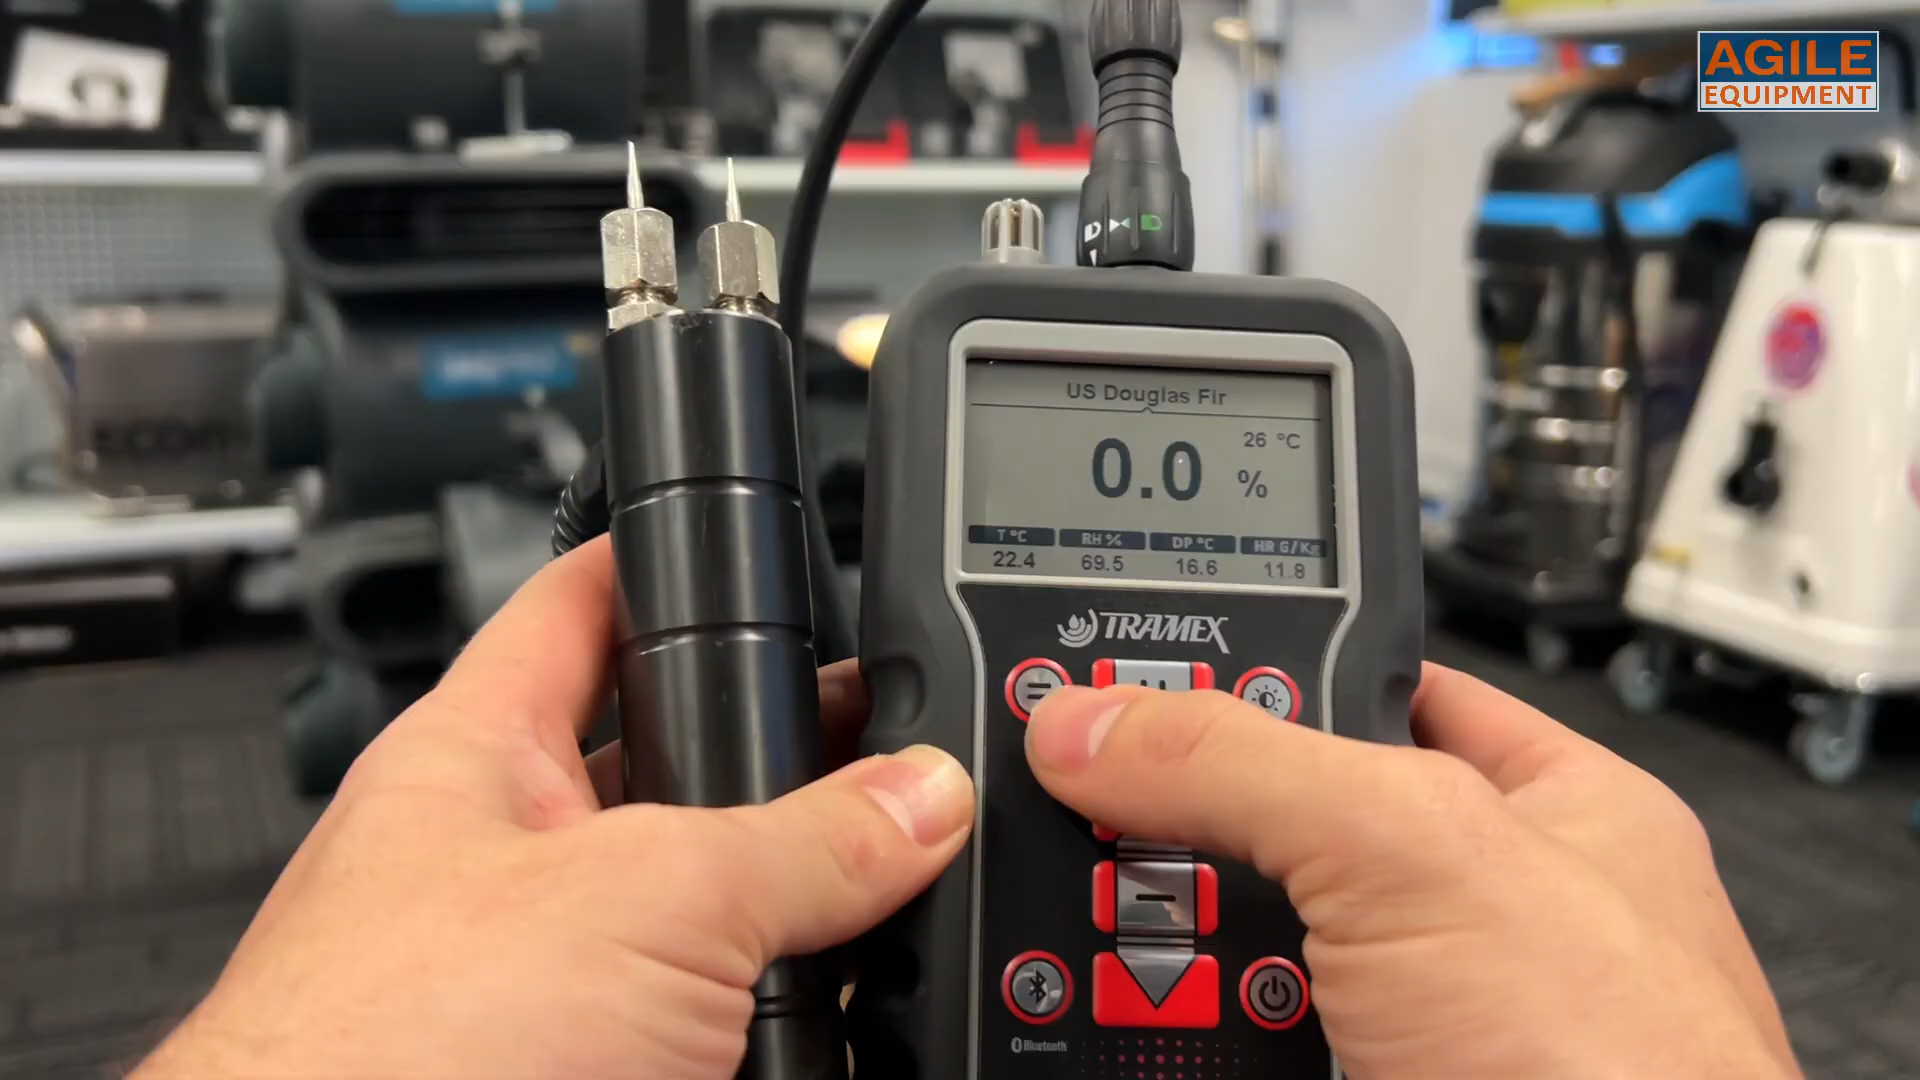 AGILE
EQUIPMENT
US Douglas Fir
26 °C
0.0 %
T °C RH % DP °C HR G/Kg
22.4 69.5 16.6 11.8
TRAMEX
Bluetooth